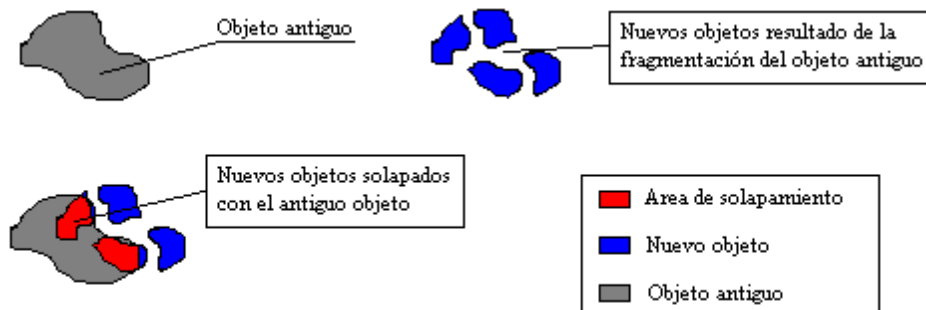 Objeto antiguo
Nuevos objetos resultado de la
fragmentación del objeto antiguo
Nuevos objetos solapados
con el antiguo objeto
Area de solapamiento
Nuevo objeto
Objeto antiguo